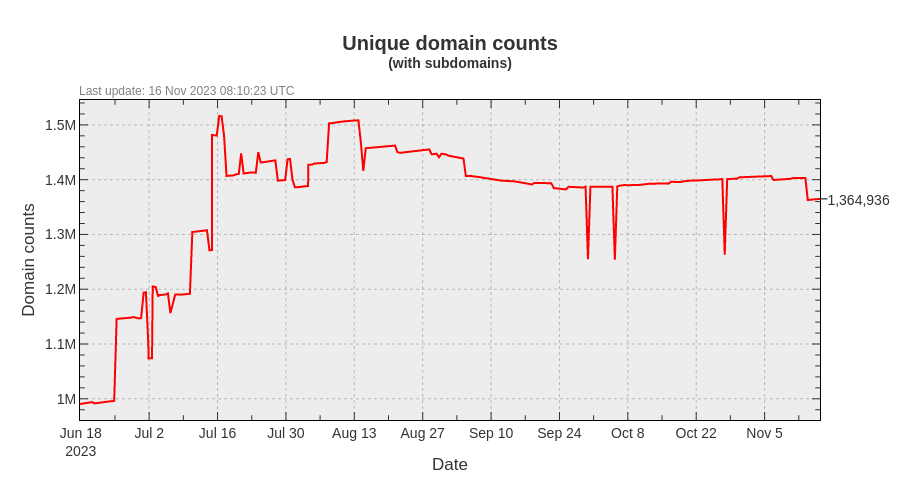 Unique domain counts
(with subdomains)
Last update: 16 Nov 2023 08:10:23 UTC
1.5M
1.4M
1.3M
1.2M
1.1M
1M
Domain counts
1,364,936
Jun 18 Jul 2 Jul 16 Jul 30 Aug 13 Aug 27 Sep 10 Sep 24 Oct 8 Oct 22 Nov 5
2023
Date